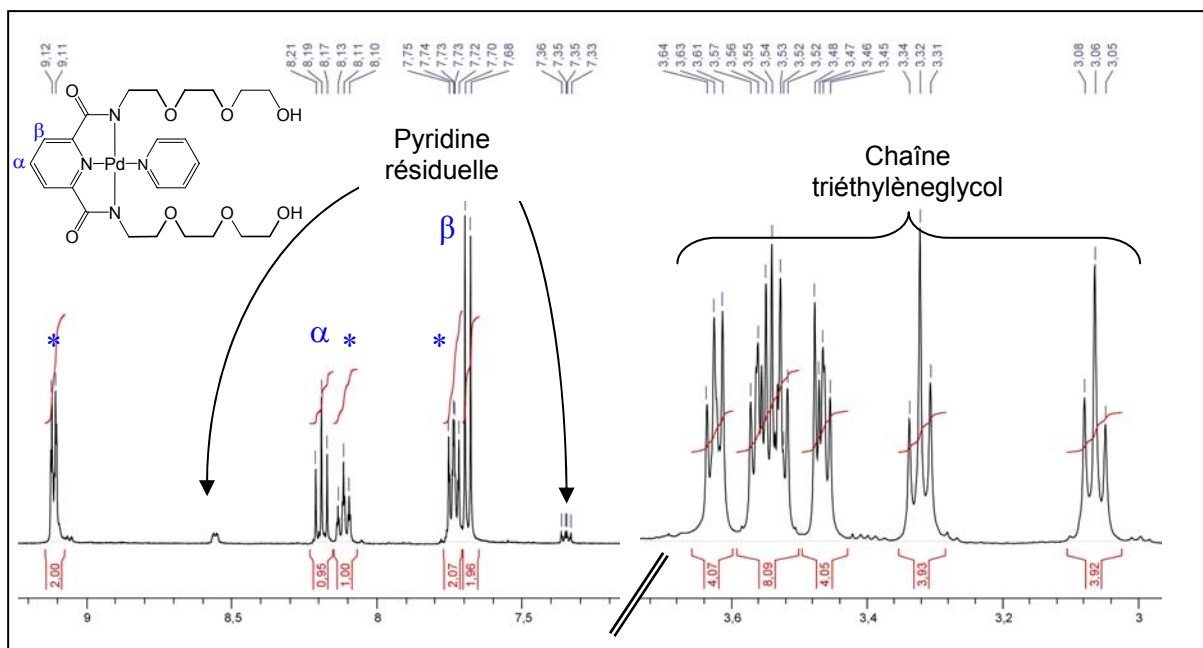 9,12
9,11
8,21
8,19
8,17
8,13
8,11
8,10
7,75
7,74
7,73
7,73
7,72
7,70
7,68
7,36
7,35
7,35
7,33
3,64
3,63
3,61
3,57
3,56
3,55
3,54
3,53
3,52
3,52
3,48
3,47
3,46
3,45
3,34
3,32
3,31
3,08
3,06
3,05
O
N
O
O
OH
β
α
N
Pd
N
N
O
O
O
OH
Pyridine
résiduelle
Chaîne
triéthylèneglycol
β
*
α
*
*
2,00
0,95
1,00
2,07
1,96
4,07
8,09
4,05
3,93
3,92
9
8,5
8
7,5
3,6
3,4
3,2
3